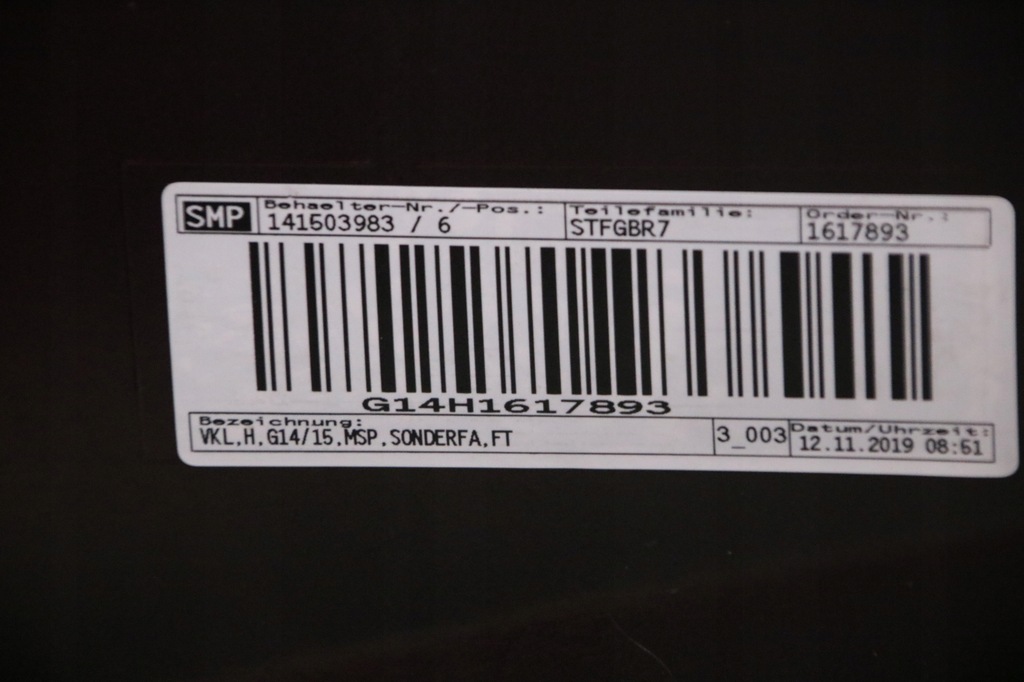 SMP Behaelter-Nr./-Pos.: Teilefamilie: Order-Nr.:
141503983 / 6 STFGBR7 1617893
G14H1617893
Bezeichnung: Datum/Uhrzeit:
VKL,H,G14/15,MSP,SONDERFA,FT 3_003 12.11.2019 08:51